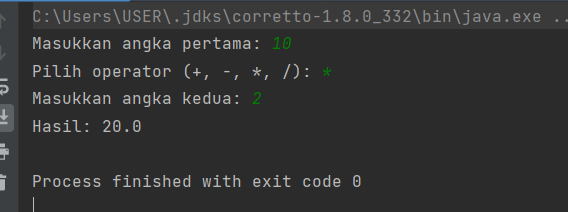 C:\Users\USER\.jdks\corretto-1.8.0_332\bin\java.exe ..
Masukkan angka pertama: 10
Pilih operator (+, -, *, /): *
Masukkan angka kedua: 2
Hasil: 20.0
Process finished with exit code 0